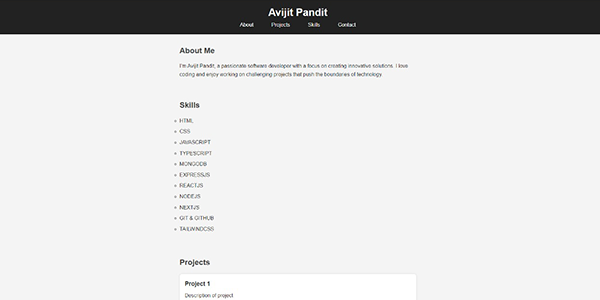 Avijit Pandit
About Projects Skills Contact
About Me
I'm Avijit Pandit, a passionate software developer with a focus on creating innovative solutions. I love
coding and enjoy working on challenging projects that push the boundaries of technology.
Skills
HTML
CSS
JAVASCRIPT
TYPESCRIPT
MONGODB
EXPRESSJS
REACTJS
NODEJS
NEXTJS
GIT & GITHUB
TAILWINDCSS
Projects
Project 1
Description of project